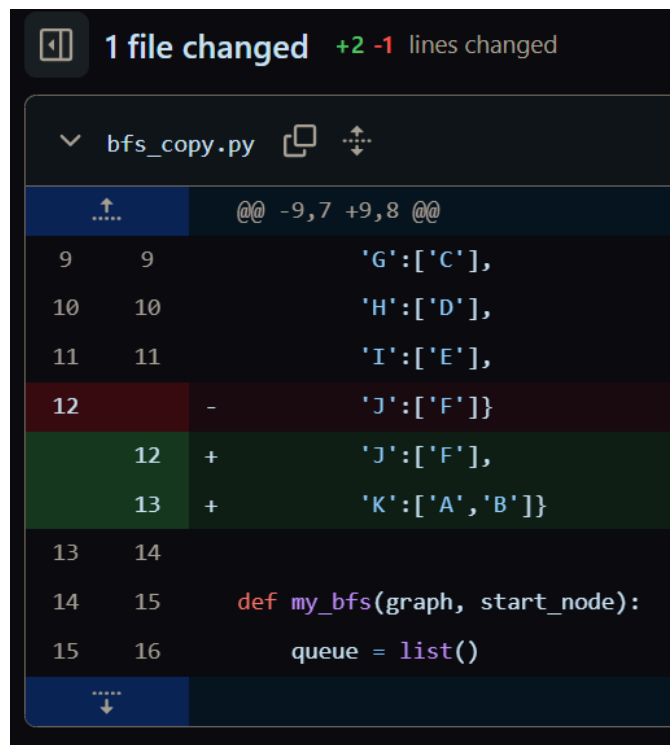 1 file changed +2 -1 lines changed
bfs_copy.py
@@ -9,7 +9,8 @@
9 9 'G':['C'],
10 10 'H':['D'],
11 11 'I':['E'],
12 - 'J':['F']}
12 + 'J':['F'],
13 + 'K':['A','B']}
13 14
14 15 def my_bfs(graph, start_node):
15 16 queue = list()